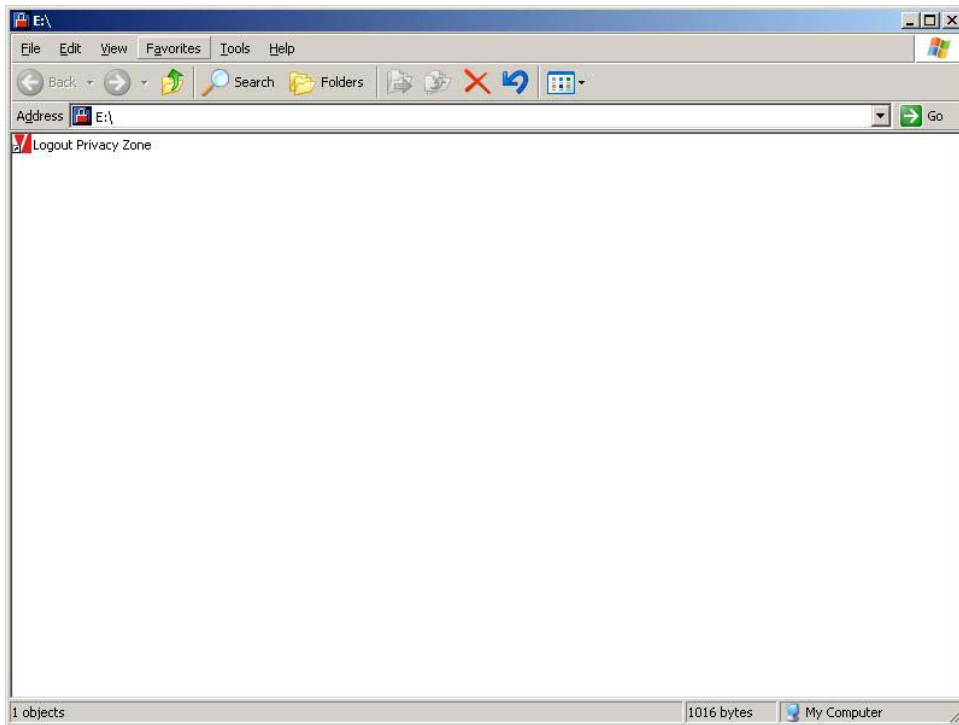 E:\
File Edit View Favorites Tools Help
Back Search Folders
Address E:\ Go
Logout Privacy Zone
1 objects 1016 bytes My Computer